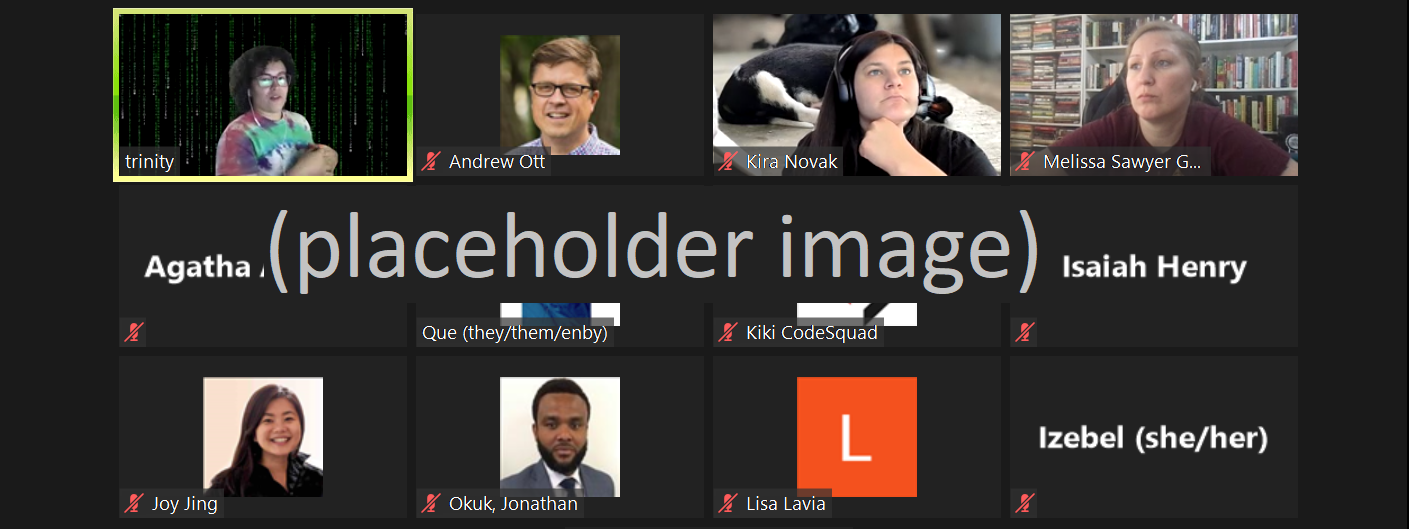 trinity
Andrew Ott
Kira Novak
Melissa Sawyer G...
Agatha
(placeholder image)
Isaiah Henry
Que (they/them/enby)
Kiki CodeSquad
Joy Jing
Okuk, Jonathan
L
Lisa Lavia
Izebel (she/her)